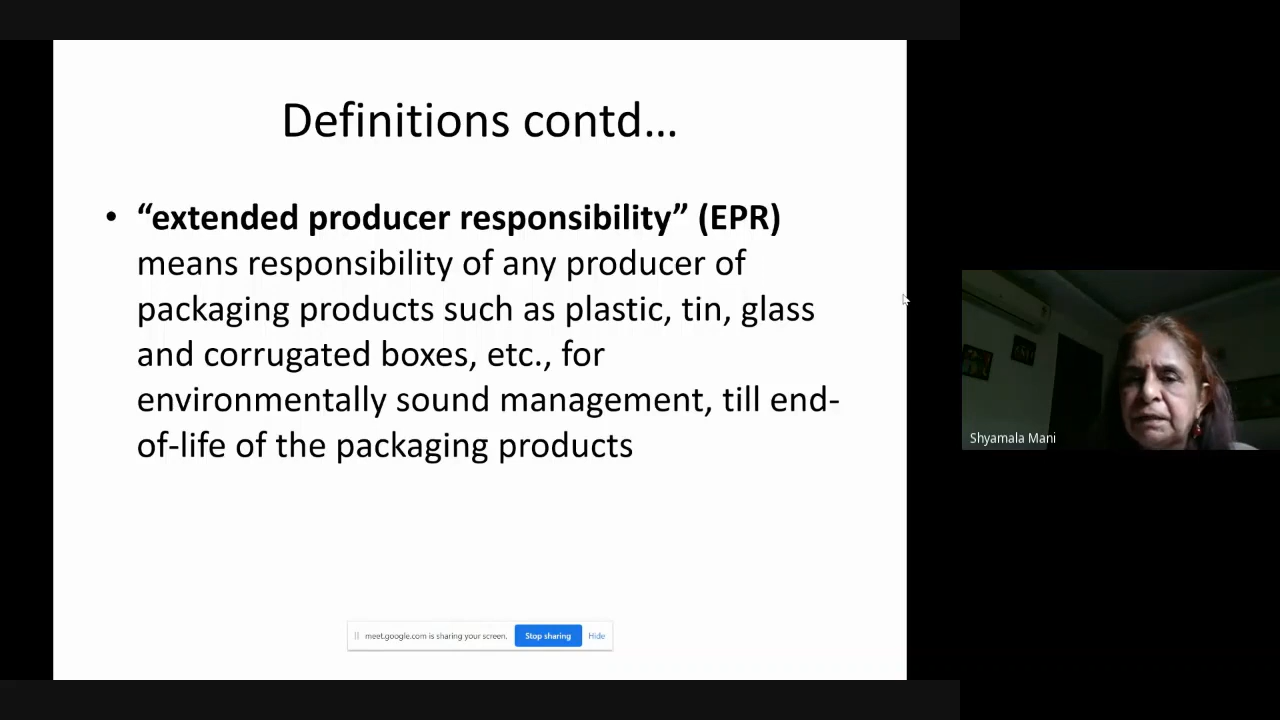 Definitions contd...
• “extended producer responsibility” (EPR)
means responsibility of any producer of
packaging products such as plastic, tin, glass
and corrugated boxes, etc., for
environmentally sound management, till end-
of-life of the packaging products
Shyamala Mani
meet.google.com is sharing your screen.
Stop sharing
Hide